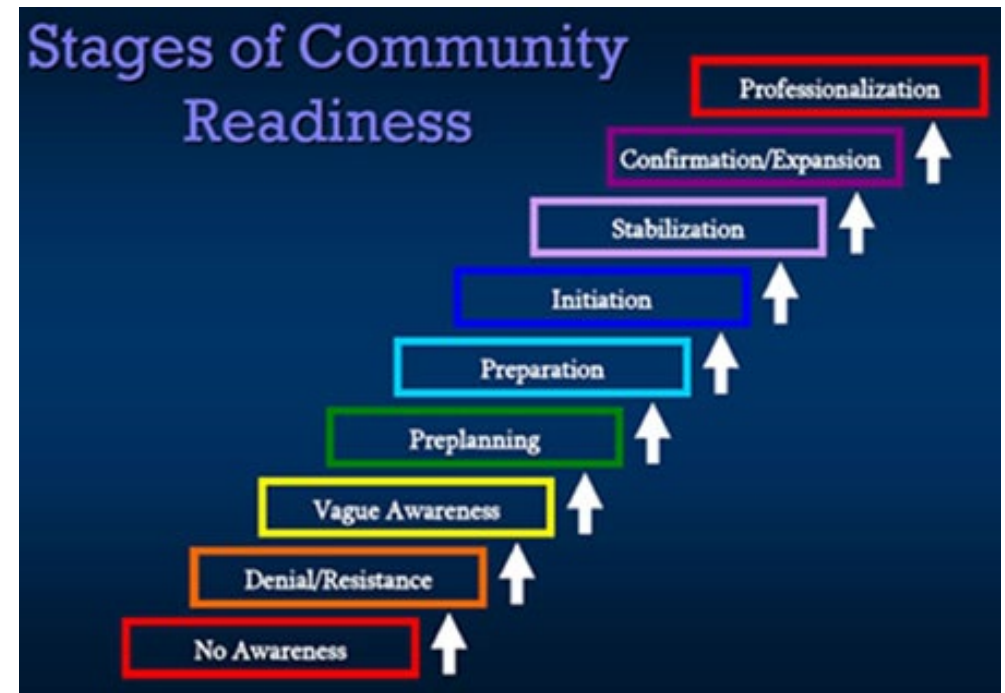 Stages of Community
Readiness
Professionalization
Confirmation/Expansion
Stabilization
Initiation
Preparation
Preplanning
Vague Awareness
Denial/Resistance
No Awareness